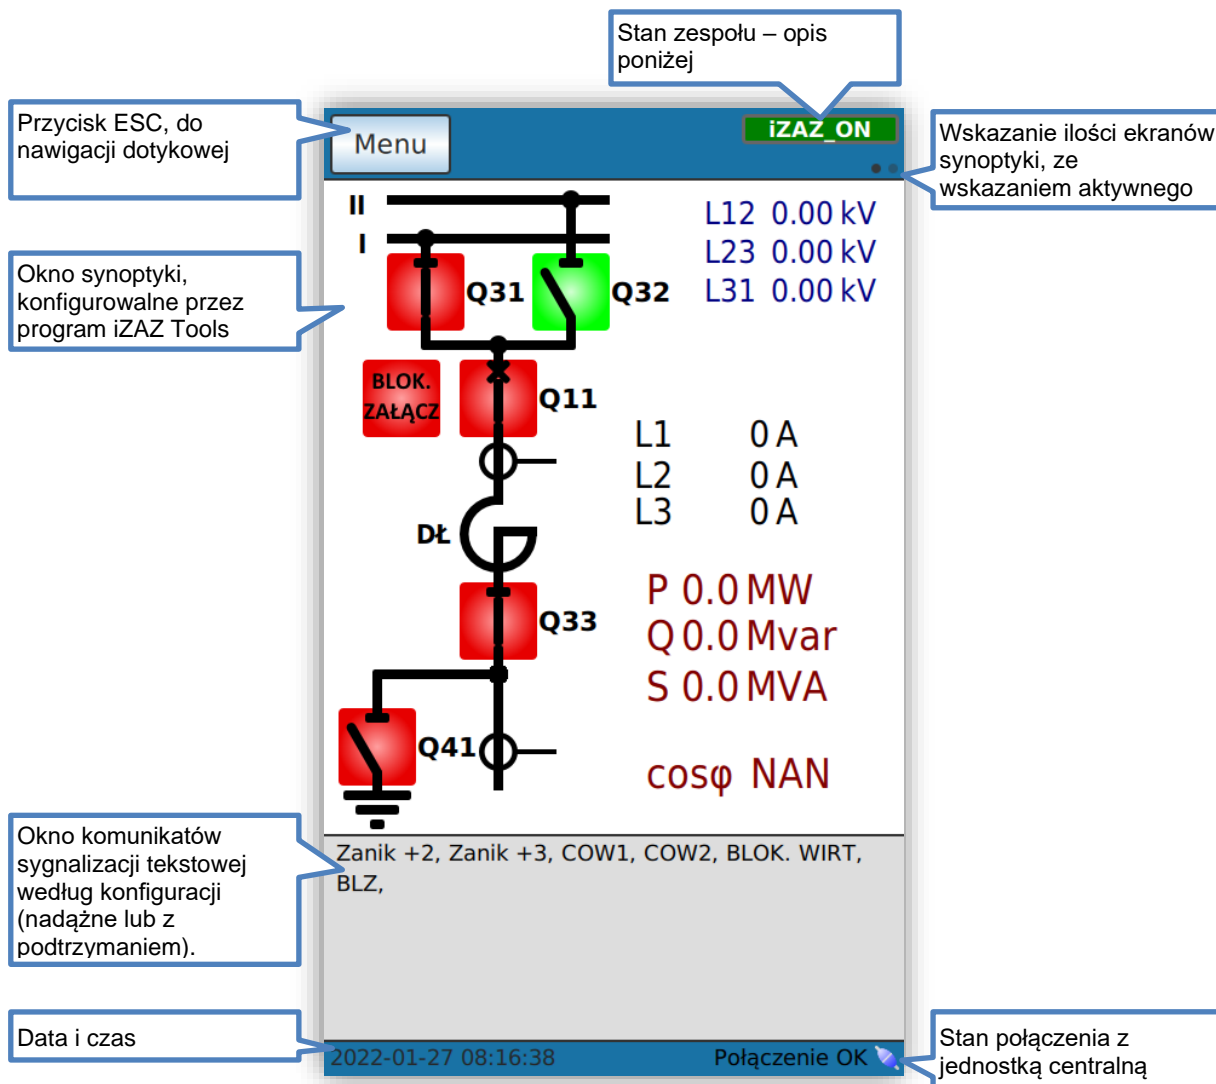 Stan zespołu – opis
poniżej
Przycisk ESC, do
nawigacji dotykowej
Menu
iZAZ_ON
Wskazanie ilości ekranów
synoptyki, ze
wskazaniem aktywnego
II
I
L12 0.00 kV
L23 0.00 kV
L31 0.00 kV
Okno synoptyki,
konfigurowalne przez
program iZAZ Tools
Q31
Q32
BLOK.
ZAŁĄCZ
Q11
L1 0 A
L2 0 A
L3 0 A
DŁ
P 0.0 MW
Q 0.0 Mvar
S 0.0 MVA
Q33
Q41
cosφ NAN
Okno komunikatów
sygnalizacji tekstowej
według konfiguracji
(nadążne lub z
podtrzymaniem).
Zanik +2, Zanik +3, COW1, COW2, BLOK. WIRT,
BLZ,
Data i czas
2022-01-27 08:16:38
Połączenie OK
Stan połączenia z
jednostką centralną